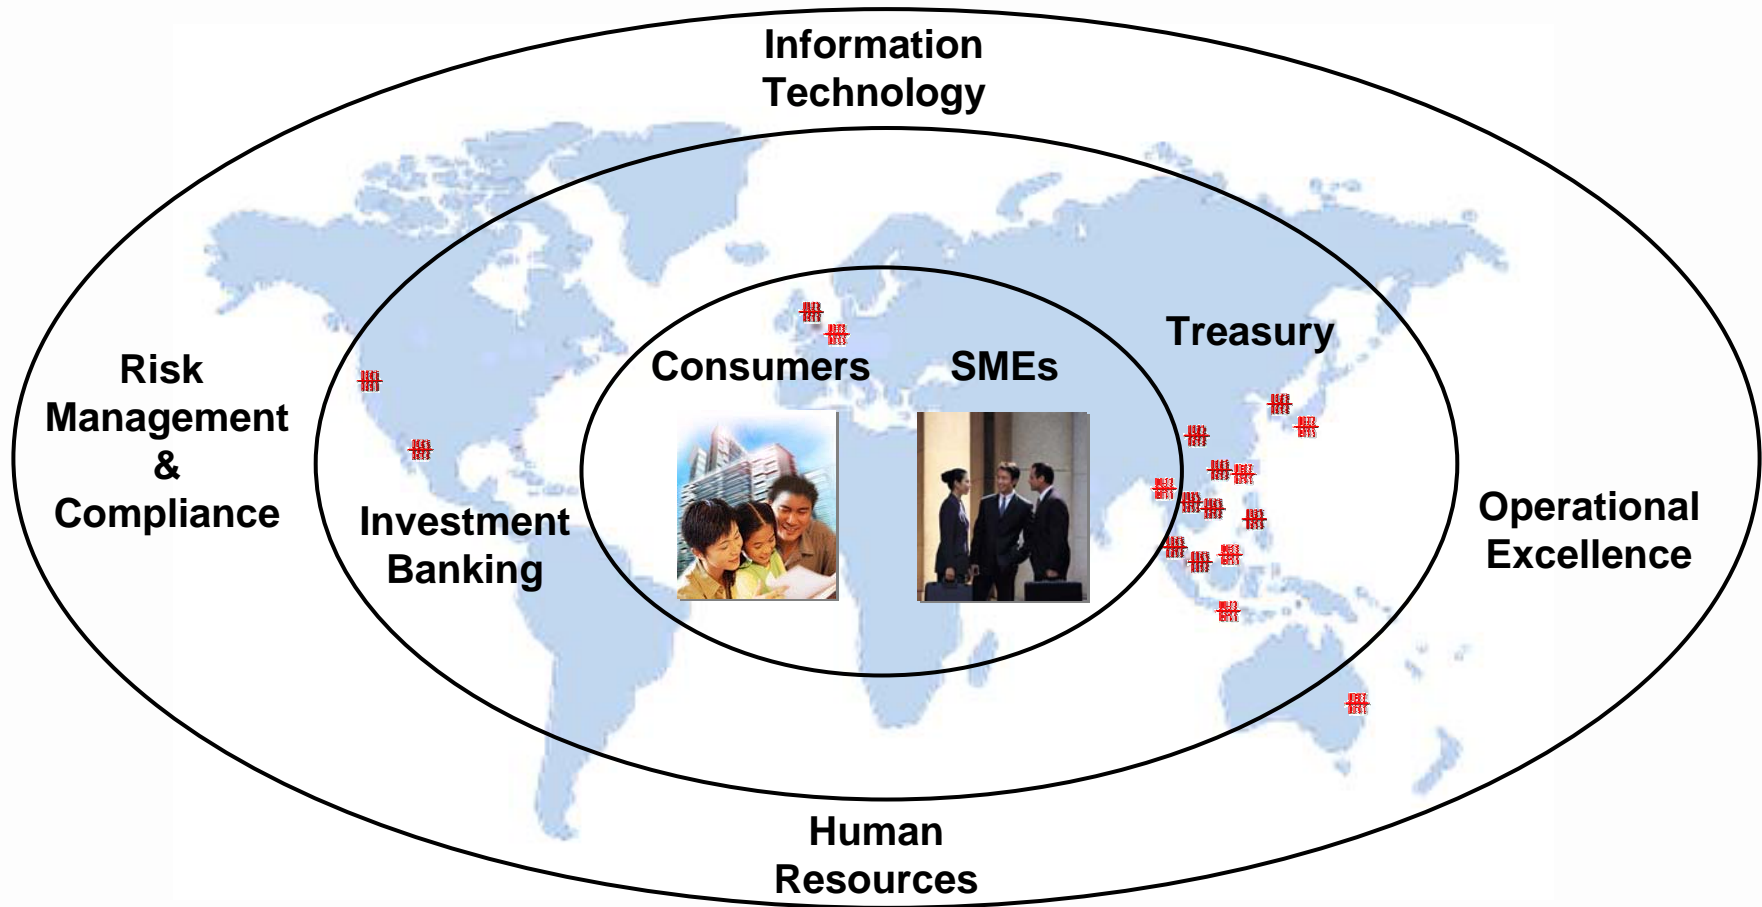 Information
Technology
Risk
Management
&
Compliance
Investment
Banking
Consumers
SMEs
Treasury
Operational
Excellence
Human
Resources